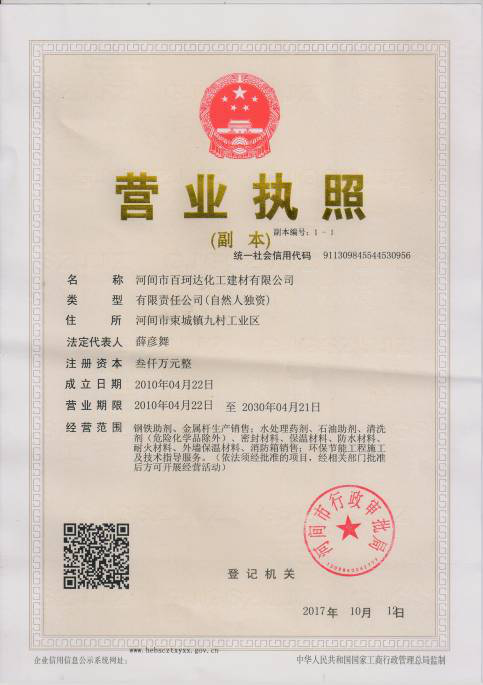 营业执照
(副 本) 副本编号：1 - 1
统一社会信用代码 911309845544530956
名 称 河间市百珂达化工建材有限公司
类 型 有限责任公司(自然人独资)
住 所 河间市束城镇九村工业区
法定代表人 薛彦舞
注册资本 叁仟万元整
成立日期 2010年04月22日
营业期限 2010年04月22日 至 2030年04月21日
经营范围 钢铁助剂、金属杆生产销售；水处理药剂、石油助剂、清洗
剂（危险化学品除外）、密封材料、保温材料、防水材料、
耐火材料、外墙保温材料、消防箱销售；环保节能工程施工
及技术指导服务。（依法须经批准的项目，经相关部门批准
后方可开展经营活动）
河间市行政审批局
登记机关
2017年 10月 12日
www.hebscztxyxx.gov.cn
企业信用信息公示系统网址：
中华人民共和国国家工商行政管理总局监制